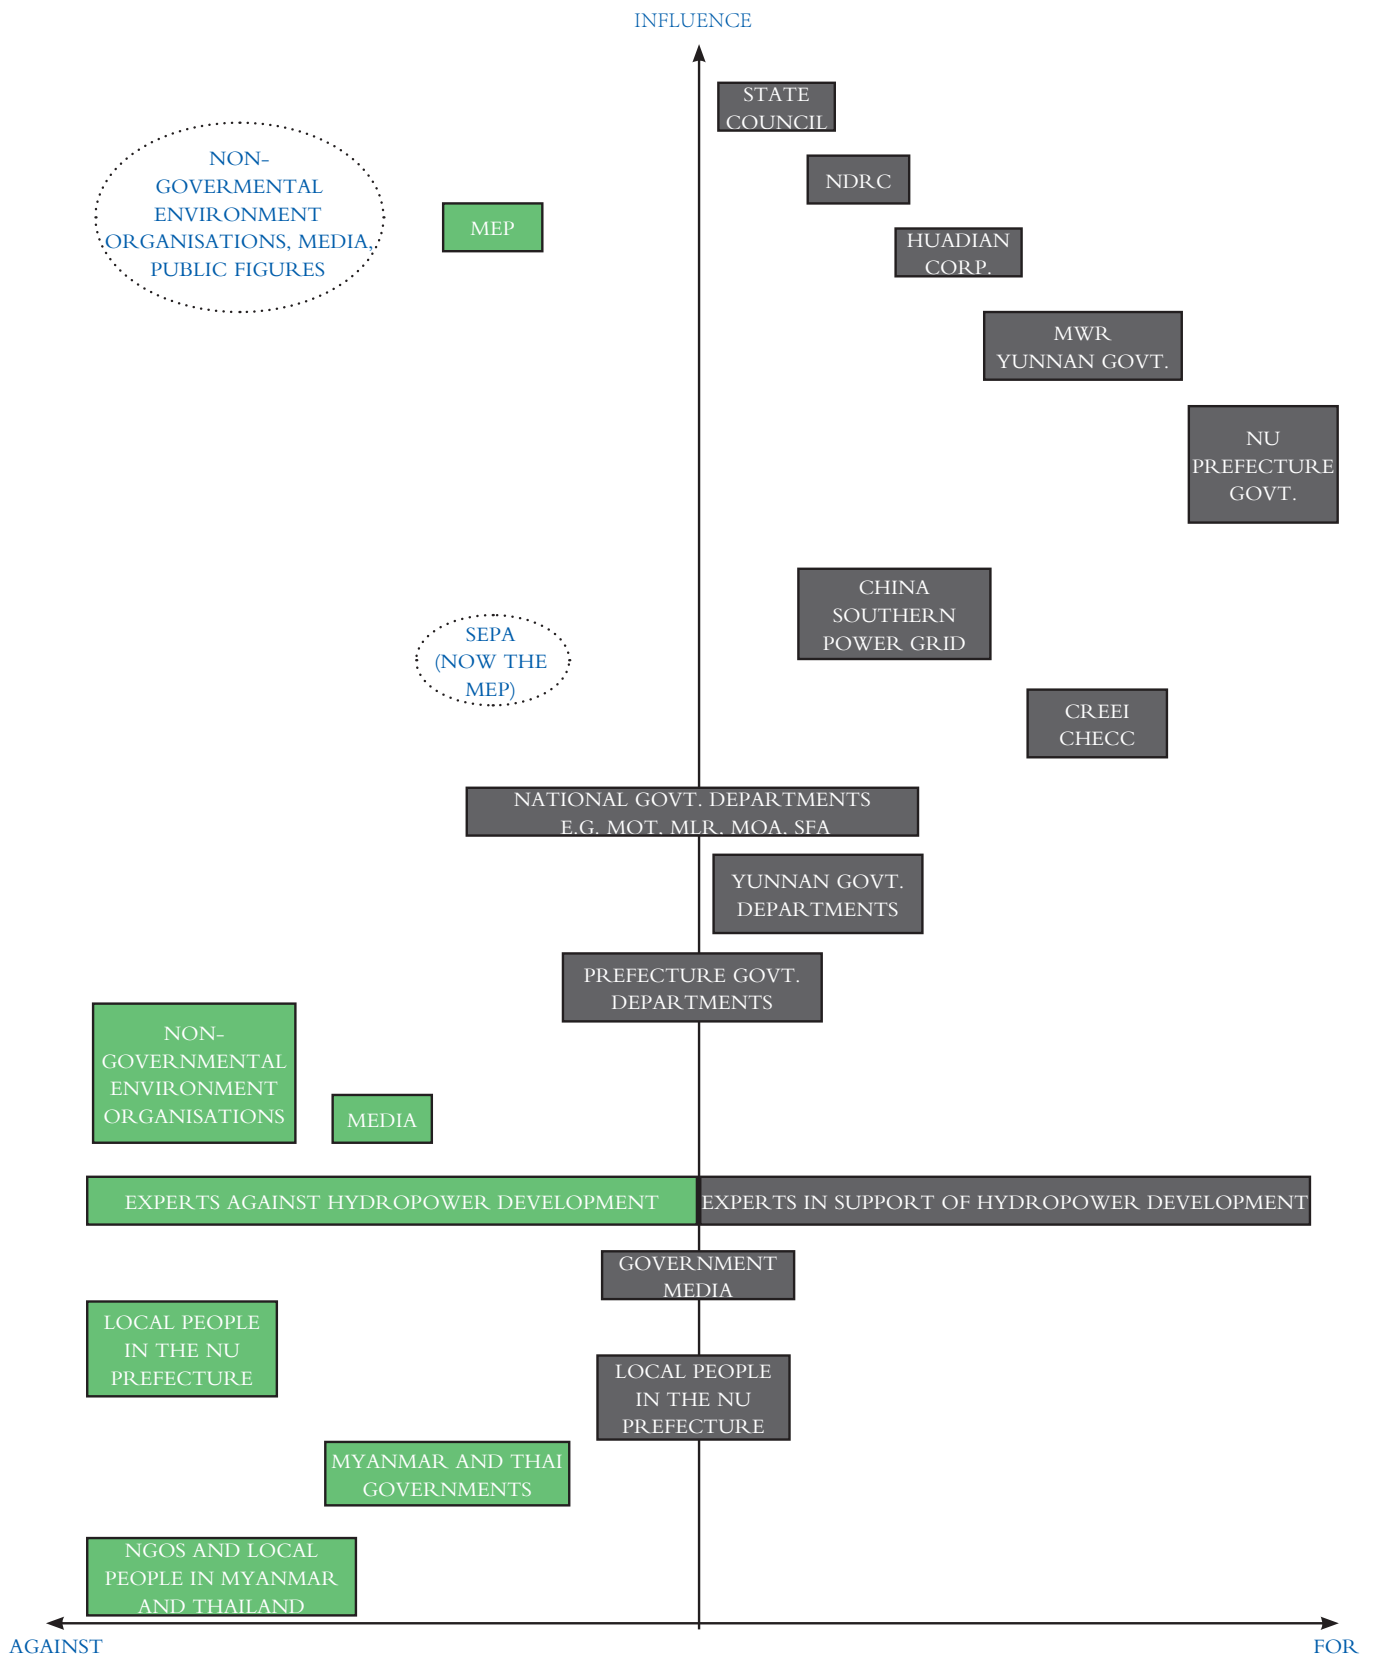 INFLUENCE
STATE
COUNCIL
NON-
GOVERMENTAL
ENVIRONMENT
ORGANISATIONS, MEDIA,
PUBLIC FIGURES
NDRC
MEP
HUADIAN
CORP.
MWR
YUNNAN GOVT.
NU
PREFECTURE
GOVT.
CHINA
SOUTHERN
POWER GRID
SEPA
(NOW THE
MEP)
CREEI
CHECC
NATIONAL GOVT. DEPARTMENTS
E.G. MOT, MLR, MOA, SFA
YUNNAN GOVT.
DEPARTMENTS
PREFECTURE GOVT.
DEPARTMENTS
NON-
GOVERNMENTAL
ENVIRONMENT
ORGANISATIONS
MEDIA
EXPERTS AGAINST HYDROPOWER DEVELOPMENT
EXPERTS IN SUPPORT OF HYDROPOWER DEVELOPMENT
GOVERNMENT
MEDIA
LOCAL PEOPLE
IN THE NU
PREFECTURE
LOCAL PEOPLE
IN THE NU
PREFECTURE
MYANMAR AND THAI
GOVERNMENTS
NGOS AND LOCAL
PEOPLE IN MYANMAR
AND THAILAND
AGAINST
FOR